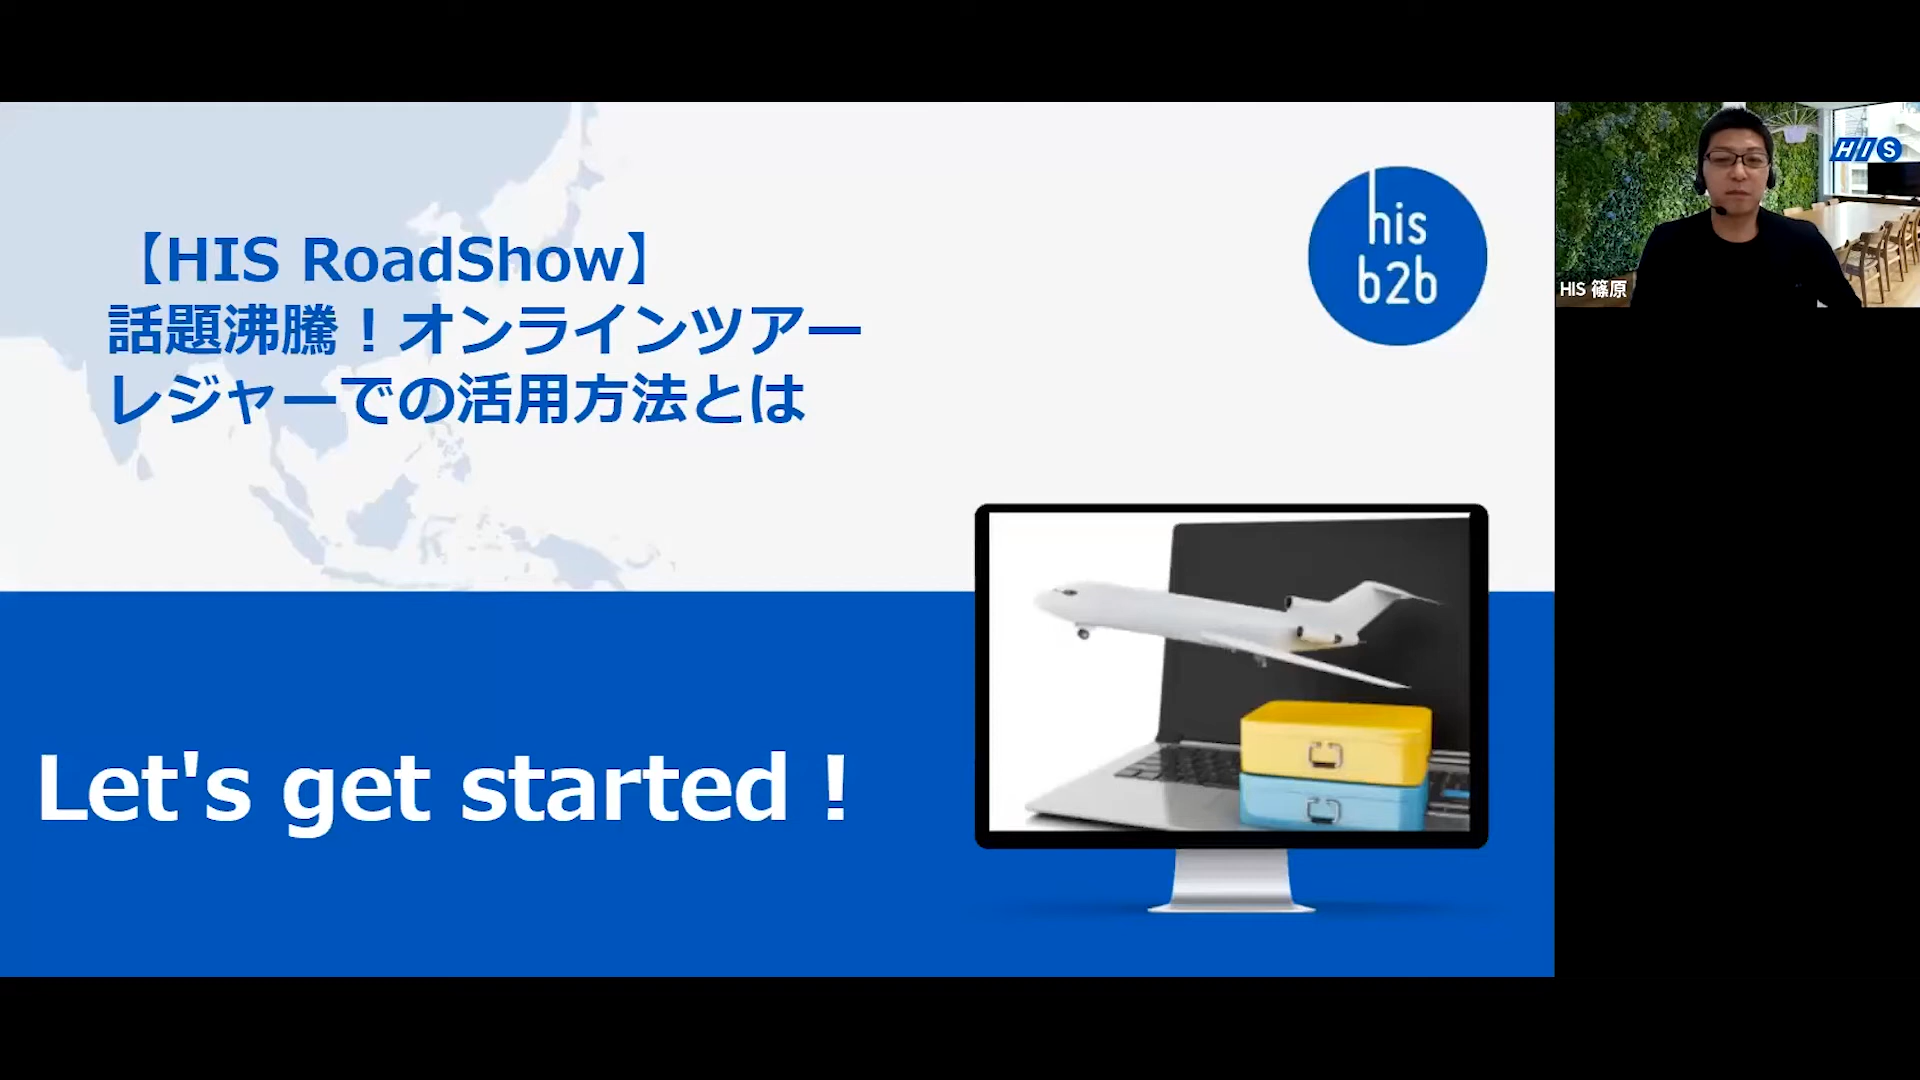 【HIS RoadShow】
話題沸騰！オンラインツアー
レジャーでの活用方法とは
his
b2b
Let's get started !
HIS
HIS 篠原